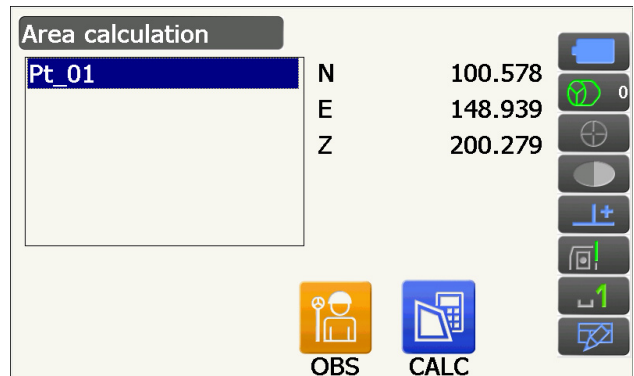 Area calculation
Pt_01
N 100.578
E 148.939
Z 200.279
0
1
OBS CALC